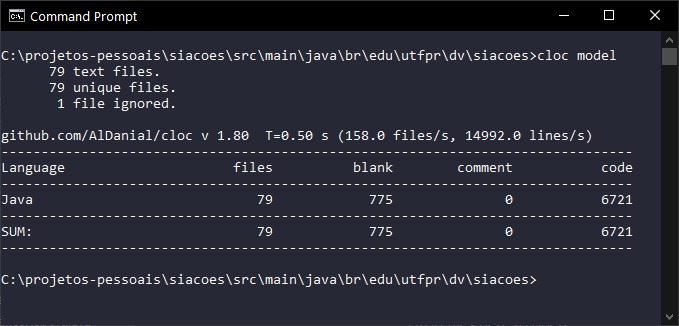 Command Prompt
C:\projetos-pessoais\siacoes\src\main\java\br\edu\utfpr\dv\siacoes>cloc model
      79 text files.
      79 unique files.
       1 file ignored.
github.com/AlDanial/cloc v 1.80  T=0.50 s (158.0 files/s, 14992.0 lines/s)
-------------------------------------------------------------------------------
Language                     files          blank        comment           code
-------------------------------------------------------------------------------
Java                            79            775              0           6721
-------------------------------------------------------------------------------
SUM:                            79            775              0           6721
-------------------------------------------------------------------------------
C:\projetos-pessoais\siacoes\src\main\java\br\edu\utfpr\dv\siacoes>